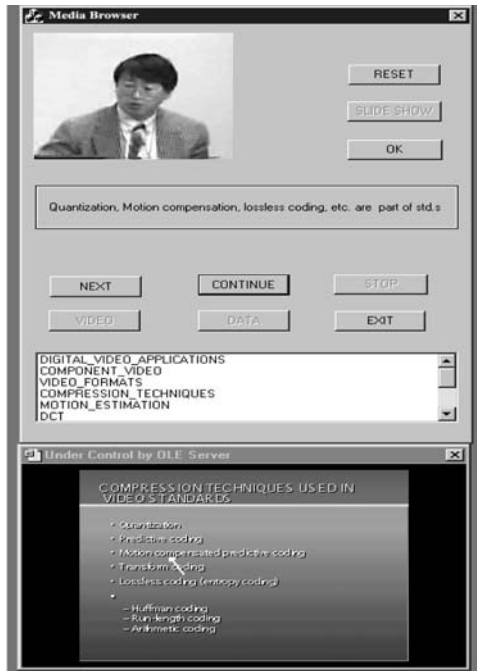 Media Browser
RESET
SLIDE SHOW
OK
Quantization, Motion compensation, lossless coding, etc. are part of std.s
NEXT
CONTINUE
STOP
VIDEO
DATA
EXIT
DIGITAL_VIDEO_APPLICATIONS
COMPONENT_VIDEO
VIDEO_FORMATS
COMPRESSION_TECHNIQUES
MOTION_ESTIMATION
DCT
Under Control by OLE Server
COMPRESSION TECHNIQUES USED IN
VIDEO STANDARDS
• Quantization
• Predictive coding
• Motion compensated predictive coding
• Transform coding
• Lossless coding (entropy coding)
•
– Huffman coding
– Run-length coding
– Arithmetic coding